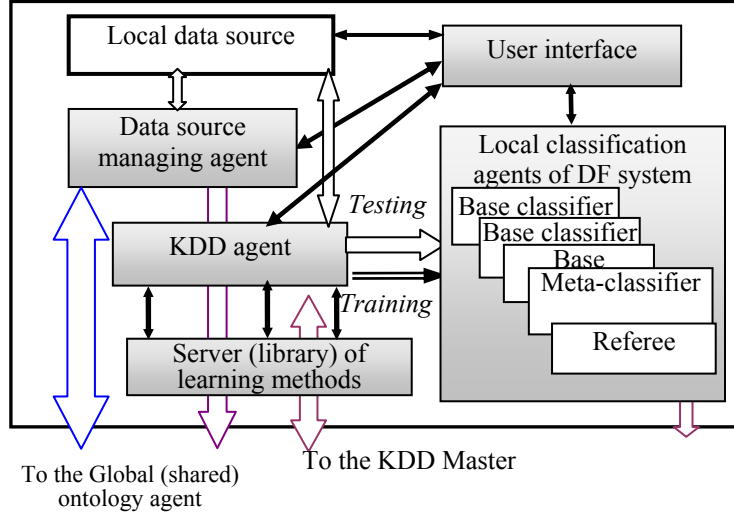 Local data source
User interface
Data source
managing agent
Local classification
agents of DF system
Base classifier
Base classifier
Base
Meta-classifier
Referee
Testing
KDD agent
Training
Server (library) of
learning methods
To the KDD Master
To the Global (shared)
ontology agent